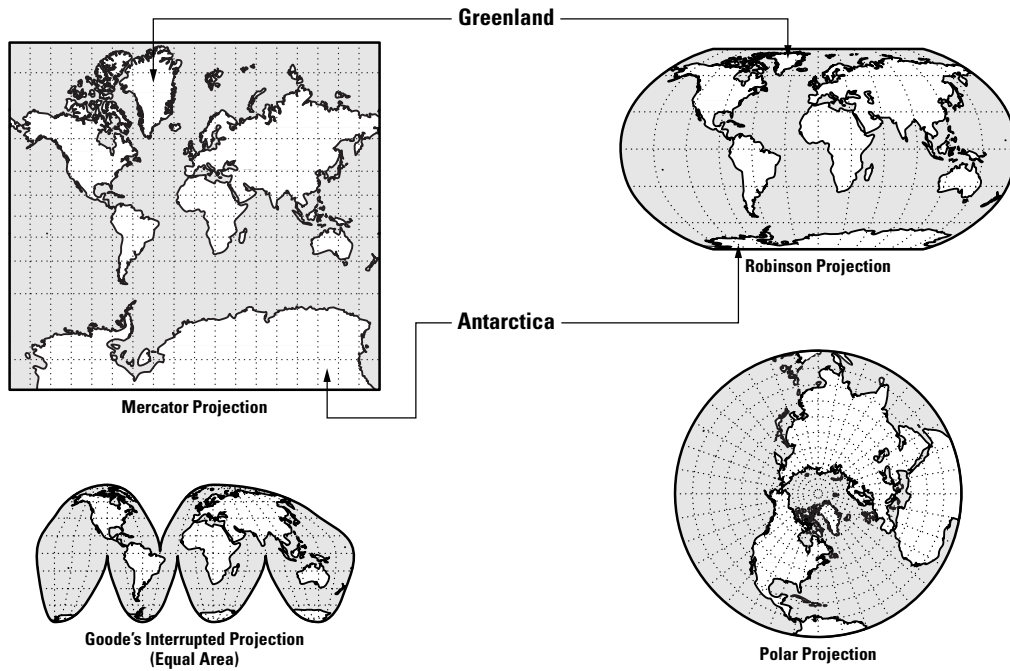 Greenland
Mercator Projection
Robinson Projection
Antarctica
Goode's Interrupted Projection
(Equal Area)
Polar Projection